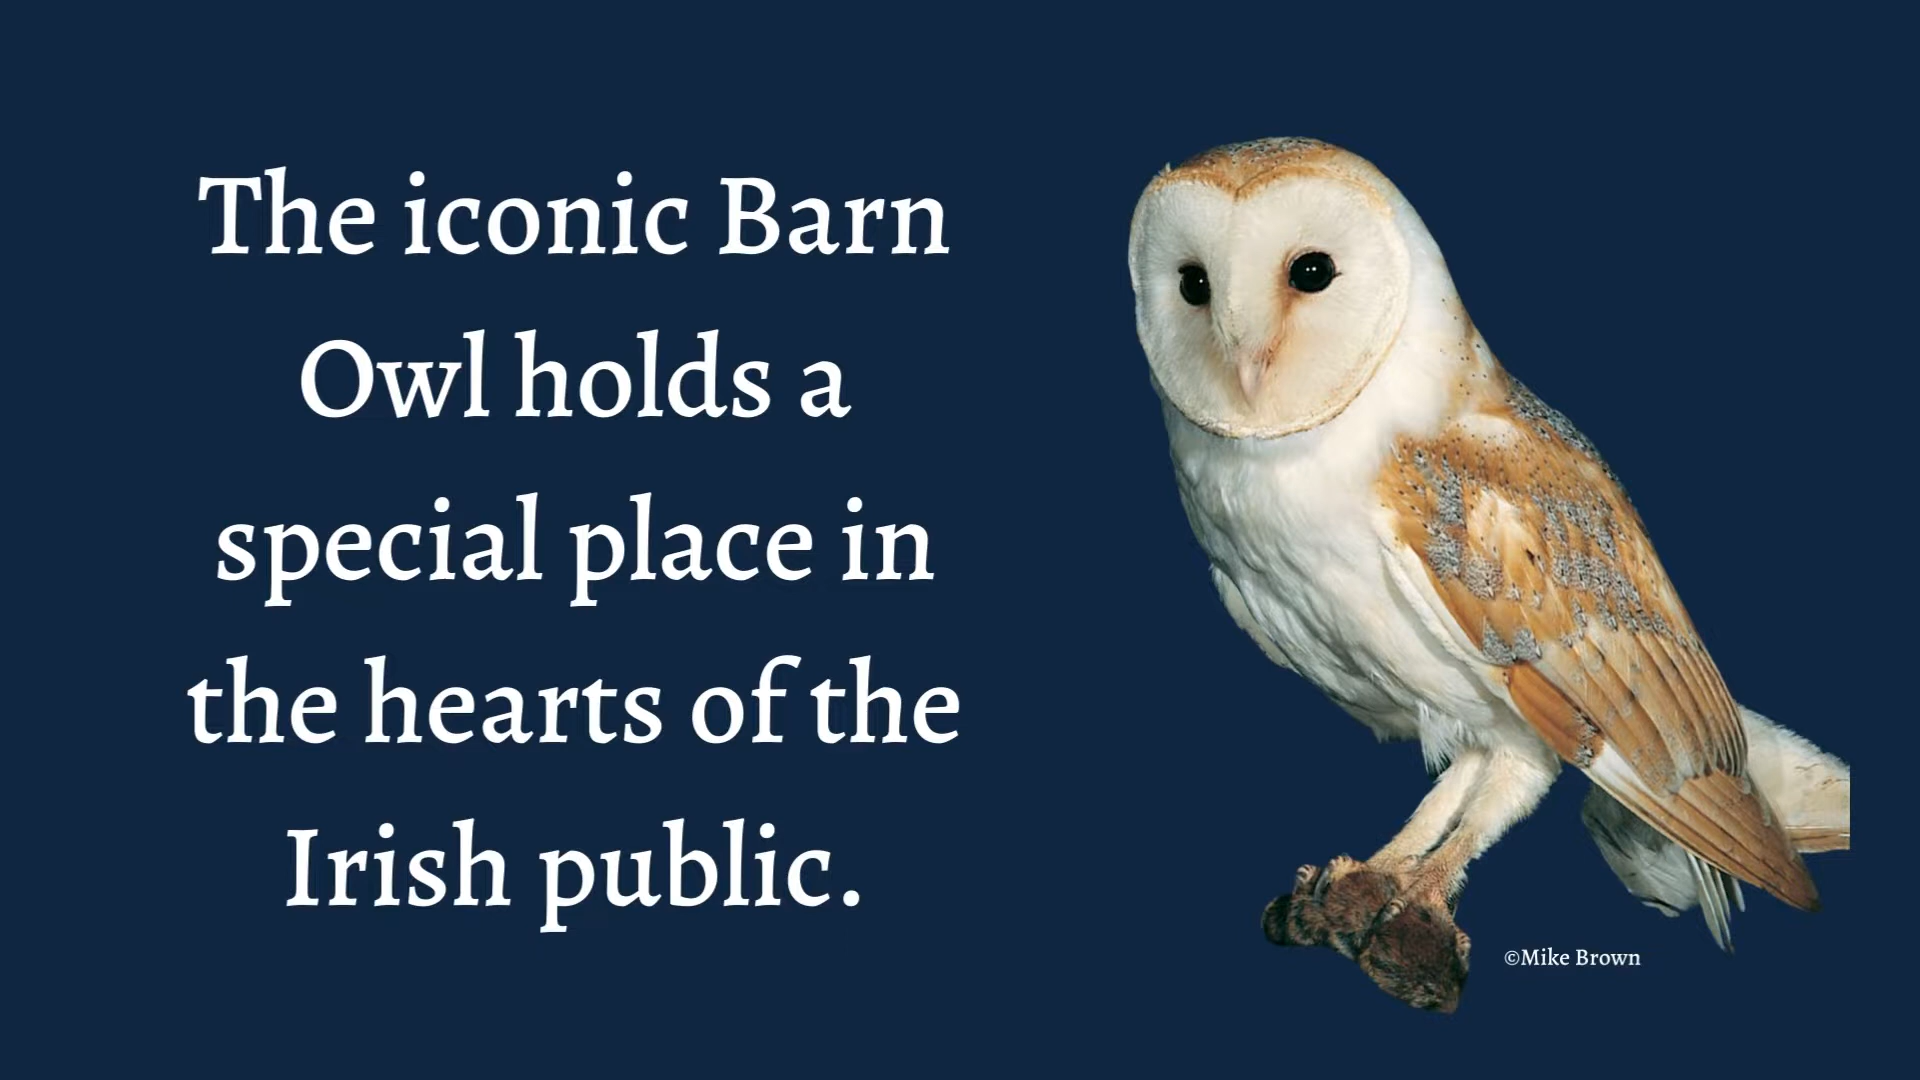 The iconic Barn
Owl holds a
special place in
the hearts of the
Irish public.
©Mike Brown